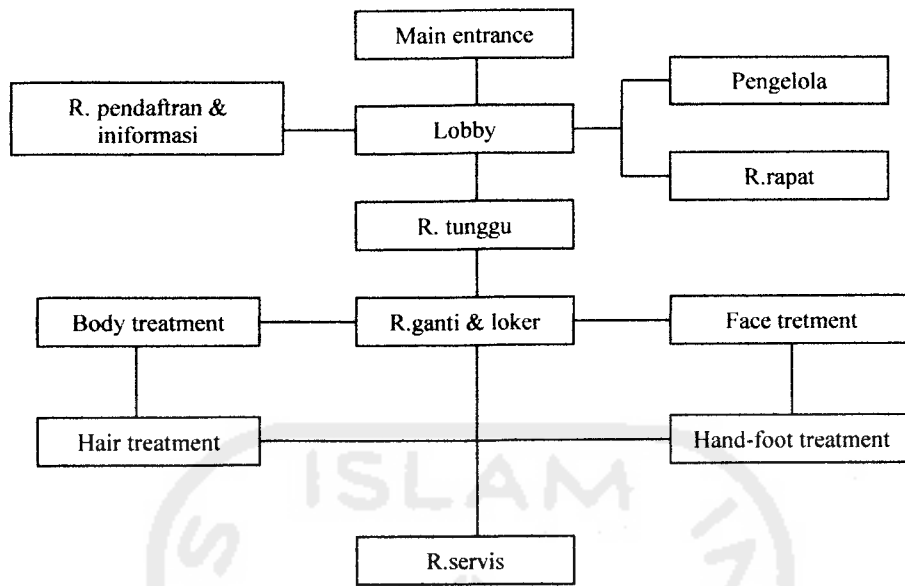 Main entrance
R. pendaftran &
iniformasi
Lobby
Pengelola
R.rapat
R. tunggu
Body treatment
R.ganti & loker
Face tretment
Hair treatment
Hand-foot treatment
ISLAM
R.servis